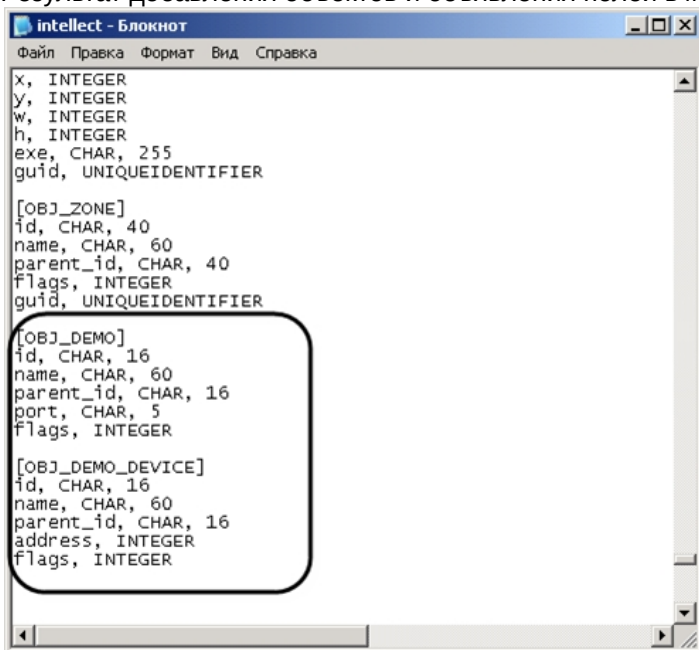 intellect - Блокнот
Файл Правка Формат Вид Справка
x, INTEGER
y, INTEGER
w, INTEGER
h, INTEGER
exe, CHAR, 255
guid, UNIQUEIDENTIFIER
[OBJ_ZONE]
id, CHAR, 40
name, CHAR, 60
parent_id, CHAR, 40
flags, INTEGER
guid, UNIQUEIDENTIFIER
[OBJ_DEMO]
id, CHAR, 16
name, CHAR, 60
parent_id, CHAR, 16
port, CHAR, 5
flags, INTEGER
[OBJ_DEMO_DEVICE]
id, CHAR, 16
name, CHAR, 60
parent_id, CHAR, 16
address, INTEGER
flags, INTEGER